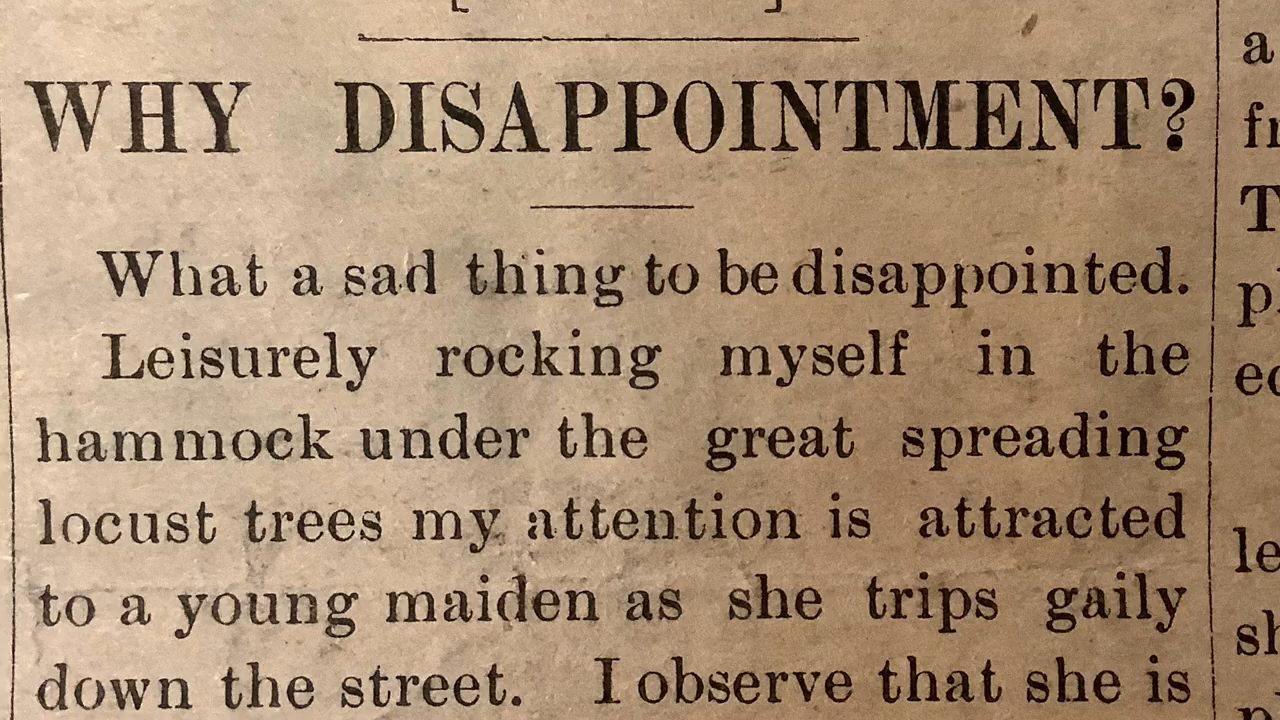 WHY DISAPPOINTMENT?
What a sad thing to be disappointed.
Leisurely rocking myself in the
hammock under the great spreading
locust trees my attention is attracted
to a young maiden as she trips gaily
down the street. I observe that she is